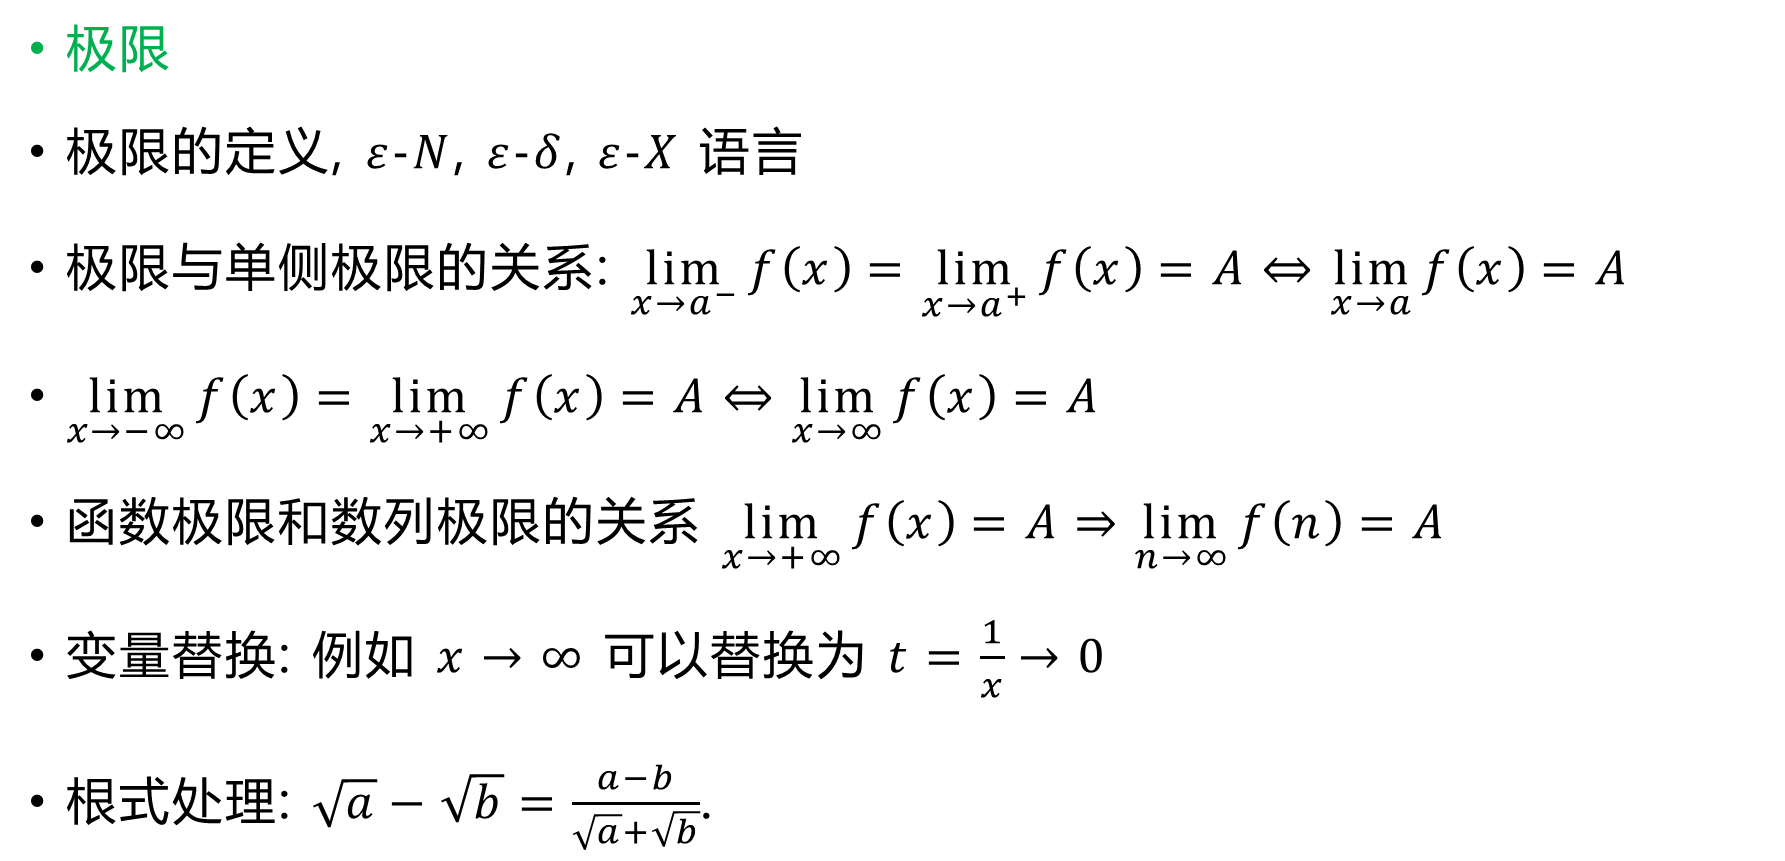 • 极限
• 极限的定义, ε-N, ε-δ, ε-X 语言
• 极限与单侧极限的关系: lim_{x→a⁻} f(x) = lim_{x→a⁺} f(x) = A ⇔ lim_{x→a} f(x) = A
• lim_{x→−∞} f(x) = lim_{x→+∞} f(x) = A ⇔ lim_{x→∞} f(x) = A
• 函数极限和数列极限的关系 lim_{x→+∞} f(x) = A ⇒ lim_{n→∞} f(n) = A
• 变量替换: 例如 x → ∞ 可以替换为 t = \frac{1}{x} → 0
• 根式处理: √a − √b = \frac{a−b}{√a+√b}.